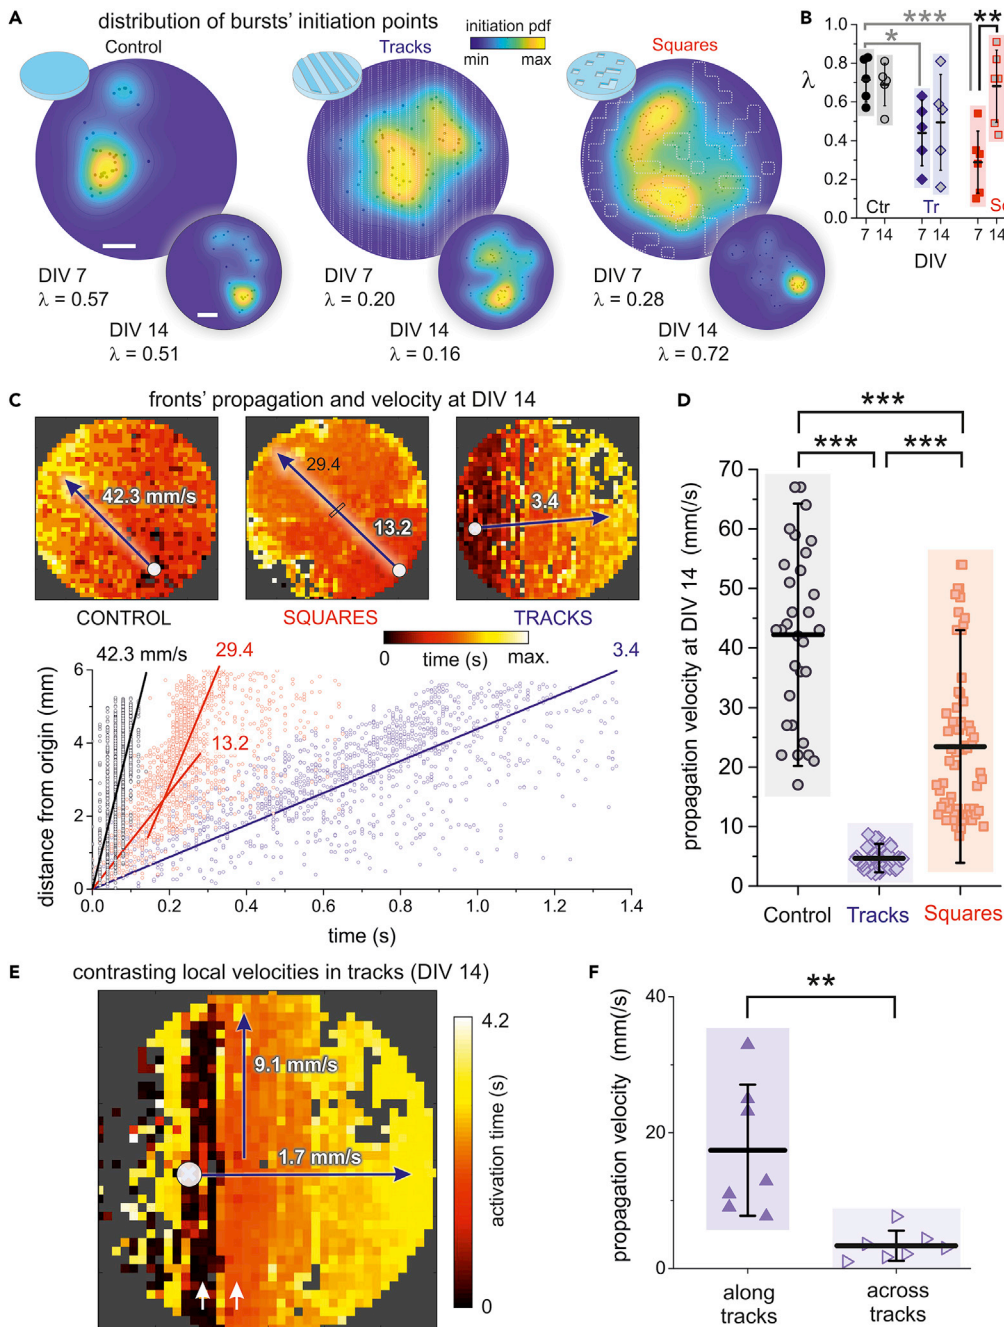 A distribution of bursts' initiation points
Control
Tracks
initiation pdf
min max
Squares
DIV 7
λ = 0.57
DIV 14
λ = 0.51
DIV 7
λ = 0.20
DIV 14
λ = 0.16
DIV 7
λ = 0.28
DIV 14
λ = 0.72
B
***
**
*
1.0
0.8
0.6
0.4
0.2
0.0
λ
Ctr Tr
7 14 7 14 7 14
DIV
C fronts' propagation and velocity at DIV 14
42.3 mm/s
29.4
13.2
3.4
CONTROL SQUARES TRACKS
0 time (s) max.
42.3 mm/s
29.4
13.2
3.4
distance from origin (mm)
6
4
2
0
0.0 0.2 0.4 0.6 0.8 1.0 1.2 1.4
time (s)
D
***
*** ***
propagation velocity at DIV 14 (mm(/s)
70
60
50
40
30
20
10
0
Control Tracks Squares
E contrasting local velocities in tracks (DIV 14)
9.1 mm/s
1.7 mm/s
4.2
activation time (s)
0
F
**
propagation velocity (mm(/s)
40
20
0
along
tracks
across
tracks